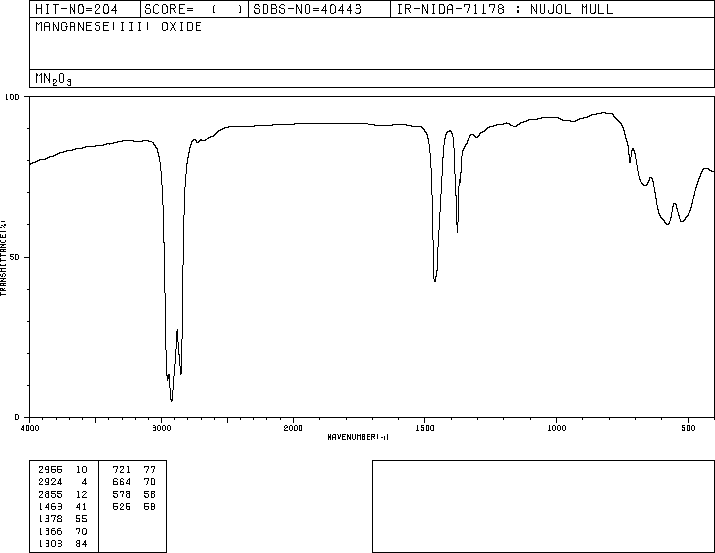 HIT-NO=204 SCORE= ( ) SDBS-NO=40443 IR-NIDA-71178 : NUJOL MULL
MANGANESE(III) OXIDE
MN2O3
100
50
0
TRANSMITTANCE(%)
4000 3000 2000 1500 1000 500
WAVENUMBER(-1)
2966 10 721 77
2924 4 664 70
2855 12 578 58
1463 41 526 58
1378 55
1366 70
1303 84